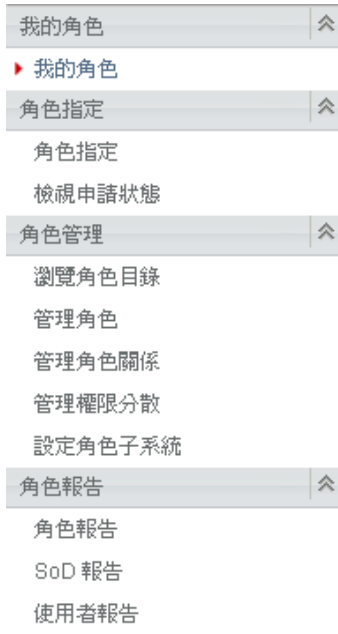 我的角色
我的角色
角色指定
角色指定
檢視申請狀態
角色管理
瀏覽角色目錄
管理角色
管理角色關係
管理權限分散
設定角色子系統
角色報告
角色報告
SoD 報告
使用者報告